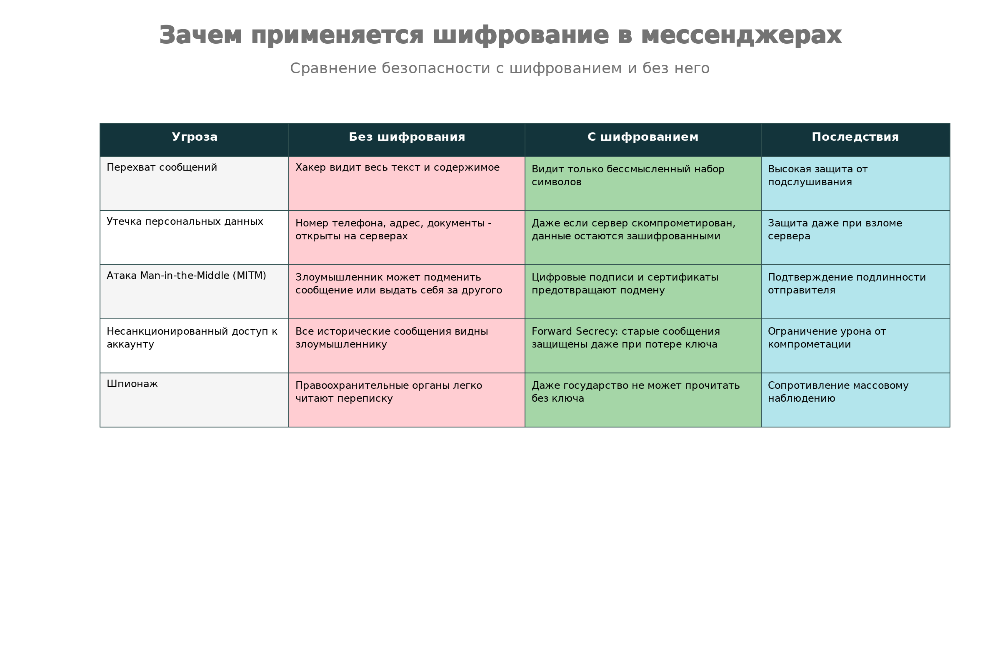 Зачем применяется шифрование в мессенджерах
Сравнение безопасности с шифрованием и без него
Угроза
Без шифрования
С шифрованием
Последствия
Перехват сообщений
Хакер видит весь текст и содержимое
Видит только бессмысленный набор
символов
Высокая защита от
подслушивания
Утечка персональных данных
Номер телефона, адрес, документы -
открыты на серверах
Даже если сервер скомпрометирован,
данные остаются зашифрованными
Защита даже при взломе
сервера
Атака Man-in-the-Middle (MITM)
Злоумышленник может подменить
сообщение или выдать себя за другого
Цифровые подписи и сертификаты
предотвращают подмену
Подтверждение подлинности
отправителя
Несанкционированный доступ к
аккаунту
Все исторические сообщения видны
злоумышленнику
Forward Secrecy: старые сообщения
защищены даже при потере ключа
Ограничение урона от
компрометации
Шпионаж
Правоохранительные органы легко
читают переписку
Даже государство не может прочитать
без ключа
Сопротивление массовому
наблюдению